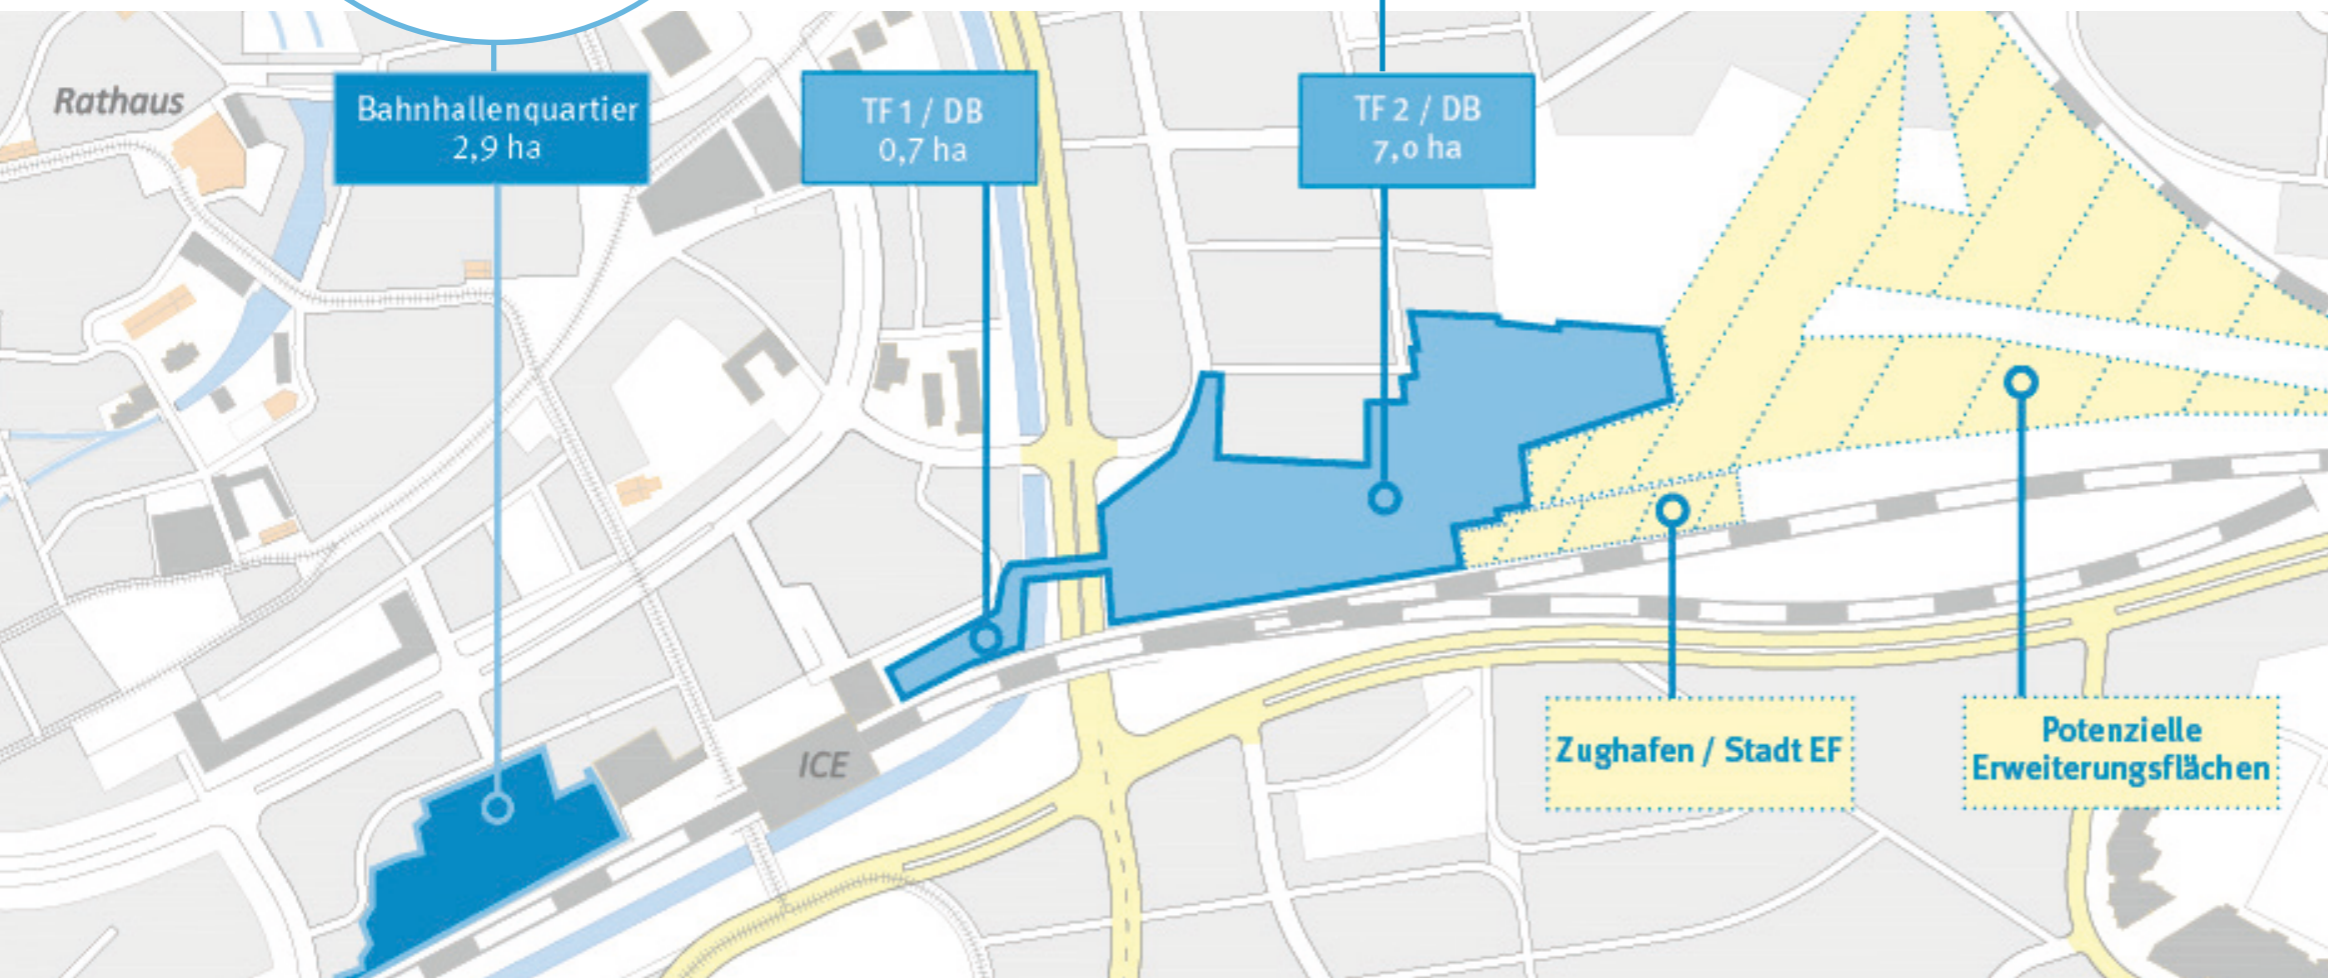 Rathaus
Bahnhallenquartier
2,9 ha
TF 1 / DB
0,7 ha
TF 2 / DB
7,0 ha
ICE
Zughafen / Stadt EF
Potenzielle
Erweiterungsflächen